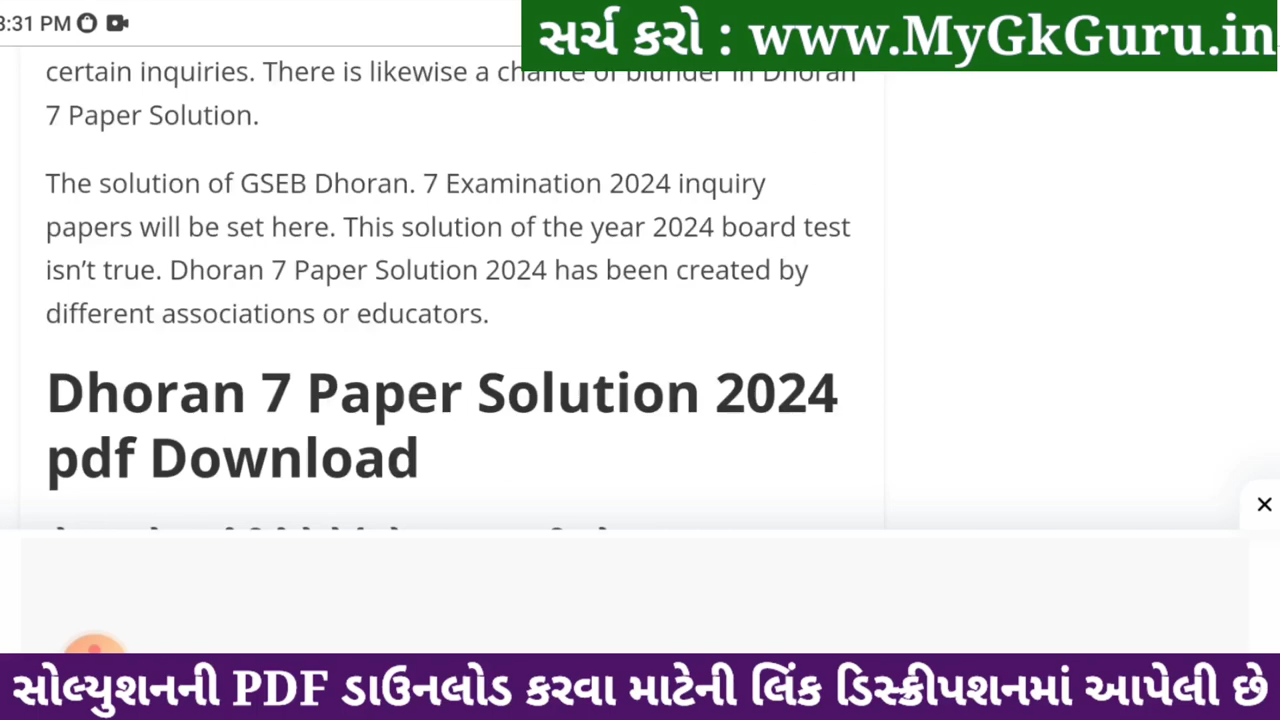 3:31 PM
સર્ચ કરો : www.MyGkGuru.in
certain inquiries. There is likewise a chance of blunder in Dhoran
7 Paper Solution.
The solution of GSEB Dhoran. 7 Examination 2024 inquiry
papers will be set here. This solution of the year 2024 board test
isn’t true. Dhoran 7 Paper Solution 2024 has been created by
different associations or educators.
Dhoran 7 Paper Solution 2024
pdf Download
સોલ્યુશનની PDF ડાઉનલોડ કરવા માટેની લિંક ડિસ્ક્રીપશનમાં આપેલી છે